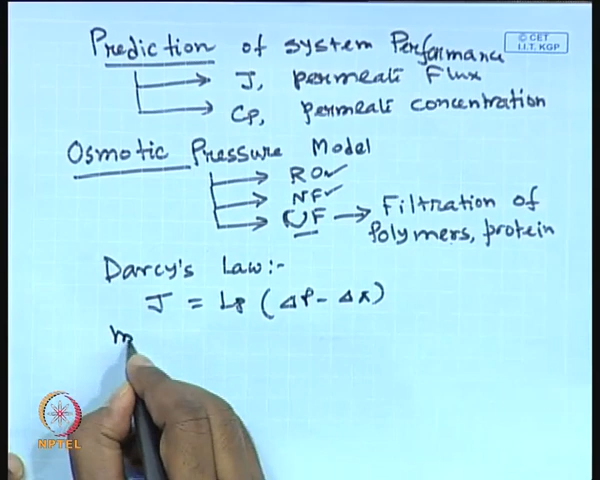 Prediction of system Performance
© CET
I.I.T. KGP
J, permeate Flux
Cp, permeate concentration
Osmotic Pressure Model
RO✓
NF✓
UF → Filtration of
polymers, protein
Darcy's Law:-
J = Lp (ΔP - Δπ)
m
NPTEL